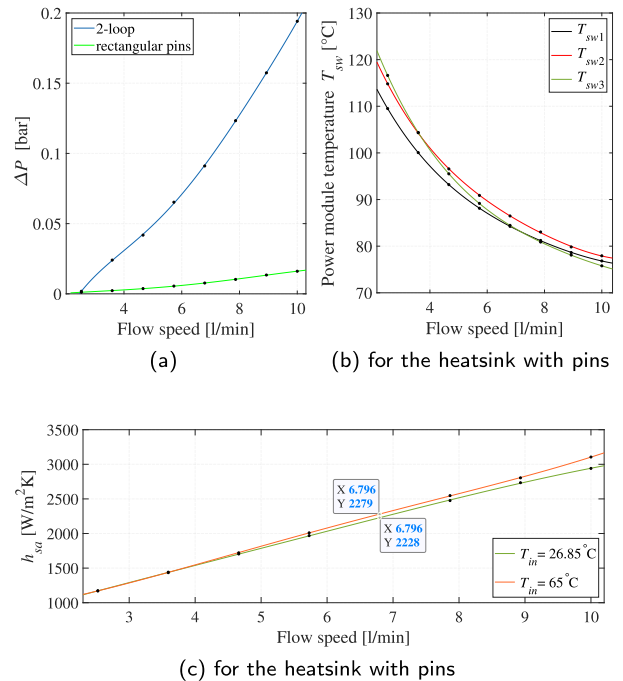 0.2
0.15
0.1
0.05
0
ΔP [bar]
2-loop
rectangular pins
4 6 8 10
Flow speed [l/min]
(a)
130
120
110
100
90
80
70
Power module temperature T_sw [°C]
T_sw1
T_sw2
T_sw3
4 6 8 10
Flow speed [l/min]
(b) for the heatsink with pins
3500
3000
2500
2000
1500
1000
h_sa [W/m²K]
X 6.796
Y 2279
X 6.796
Y 2228
T_in = 26.85°C
T_in = 65°C
3 4 5 6 7 8 9 10
Flow speed [l/min]
(c) for the heatsink with pins